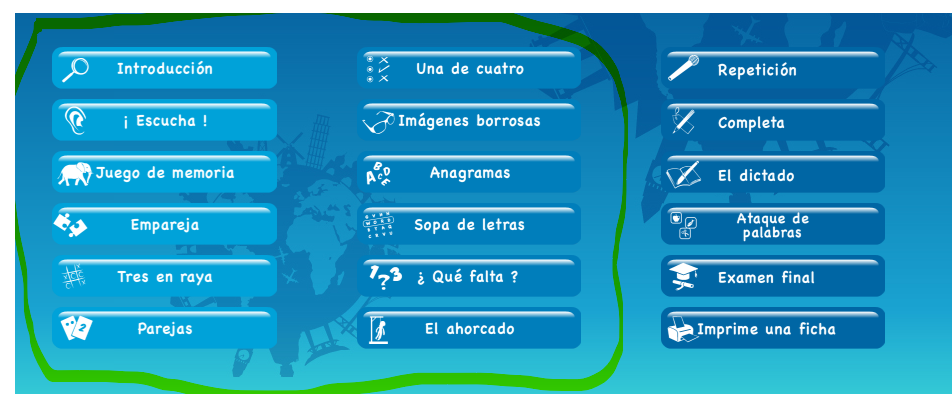 Introducción
¡ Escucha !
Juego de memoria
Empareja
Tres en raya
Parejas
Una de cuatro
Imágenes borrosas
Anagramas
Sopa de letras
¿ Qué falta ?
El ahorcado
Repetición
Completa
El dictado
Ataque de
palabras
Examen final
Imprime una ficha